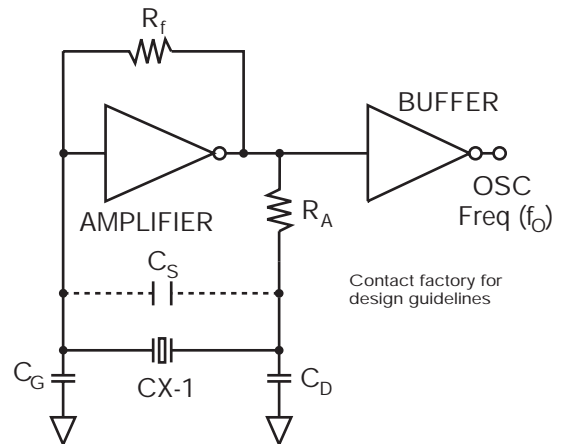 Rf
BUFFER
AMPLIFIER
RA
OSC
Freq (fO)
CS
Contact factory for
design guidelines
CG
CX-1
CD